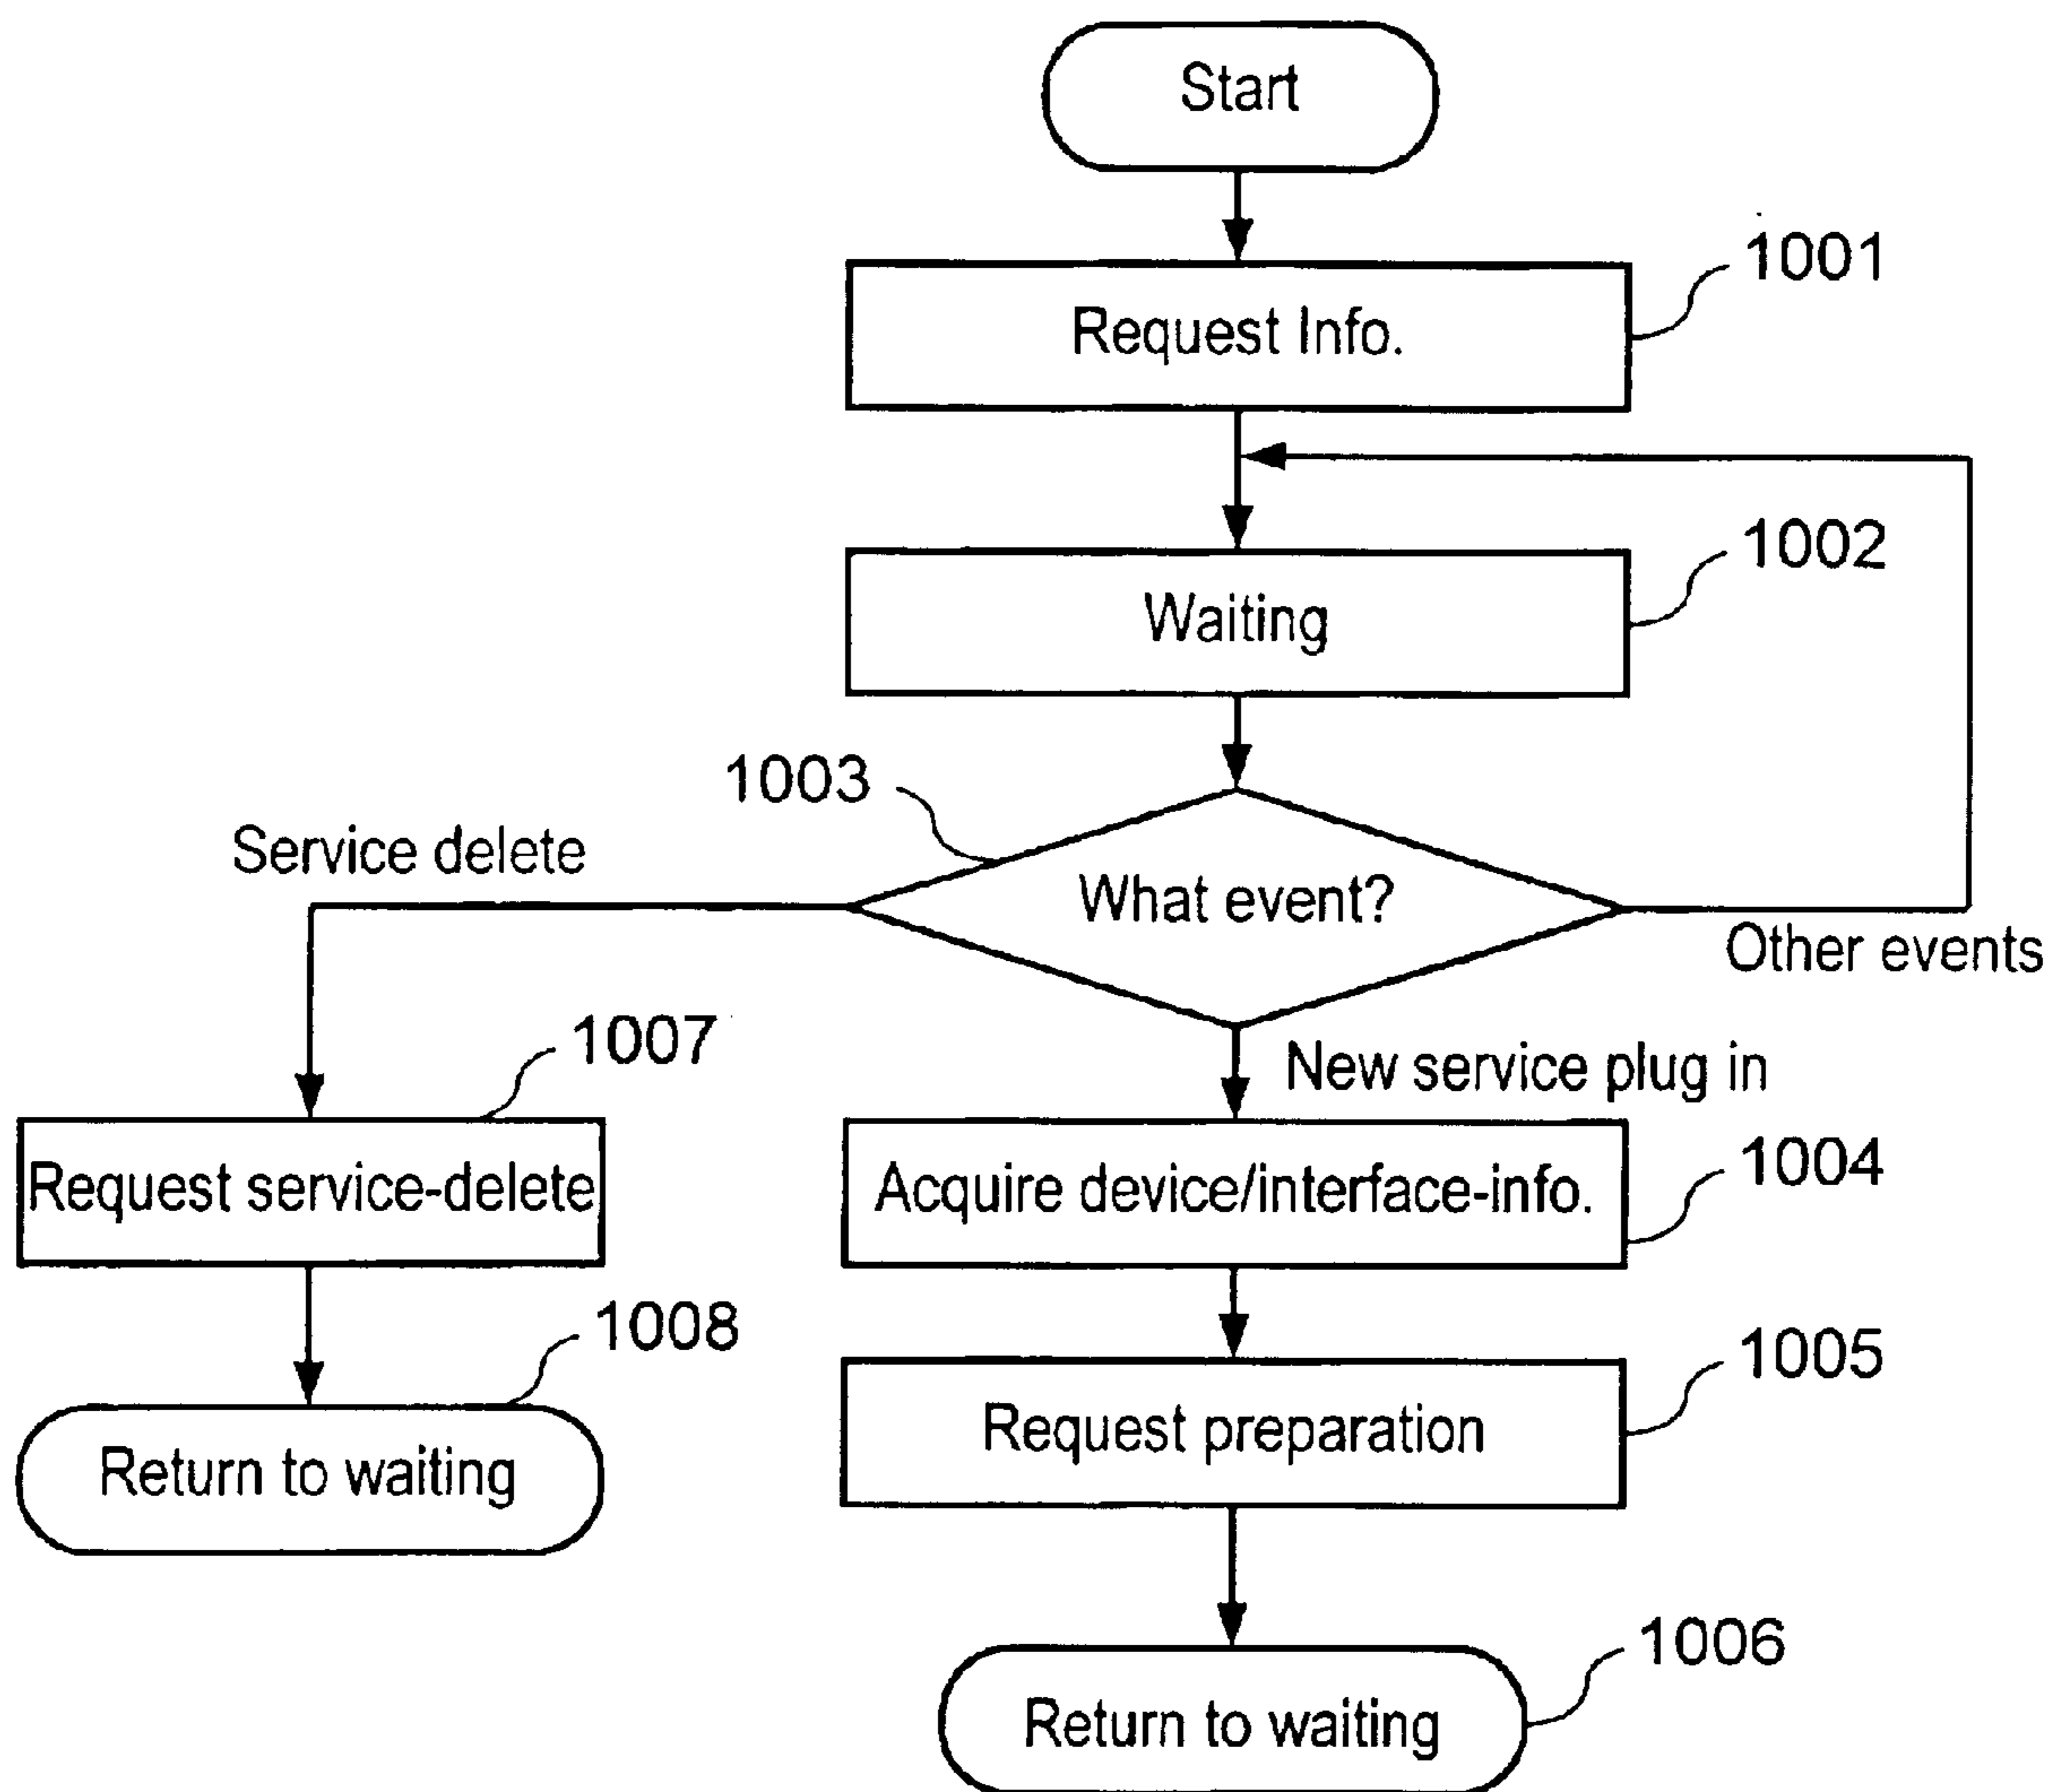 Start
1001
Request Info.
1002
Waiting
1003
Service delete
What event?
Other events
1007
New service plug in
Request service-delete
Acquire device/interface-info.
1004
1008
1005
Return to waiting
Request preparation
1006
Return to waiting